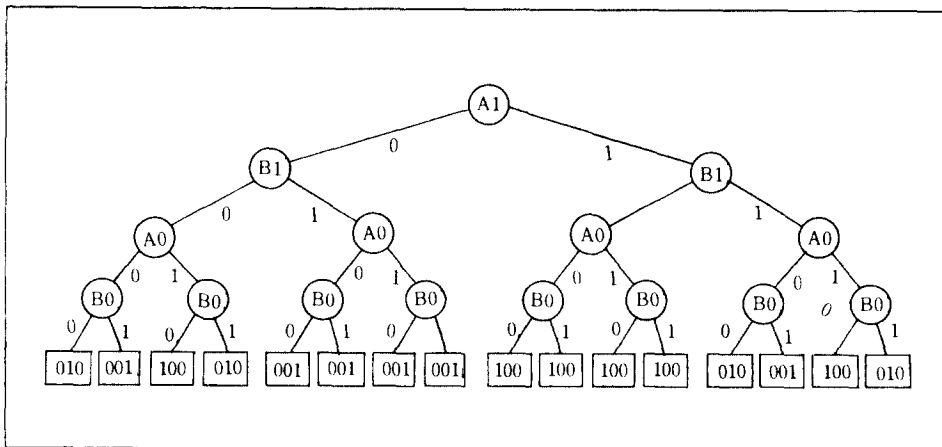 A1
0 1
B1 B1
0 1 1
A0 A0 A0 A0
0 1 0 1 0 1 0 1
B0 B0 B0 B0 B0 B0 B0 B0
0 1 0 1 0 1 0 0 1 0 1 0 1 0 1
010 001 100 010 001 001 001 001 100 100 100 100 010 001 100 010